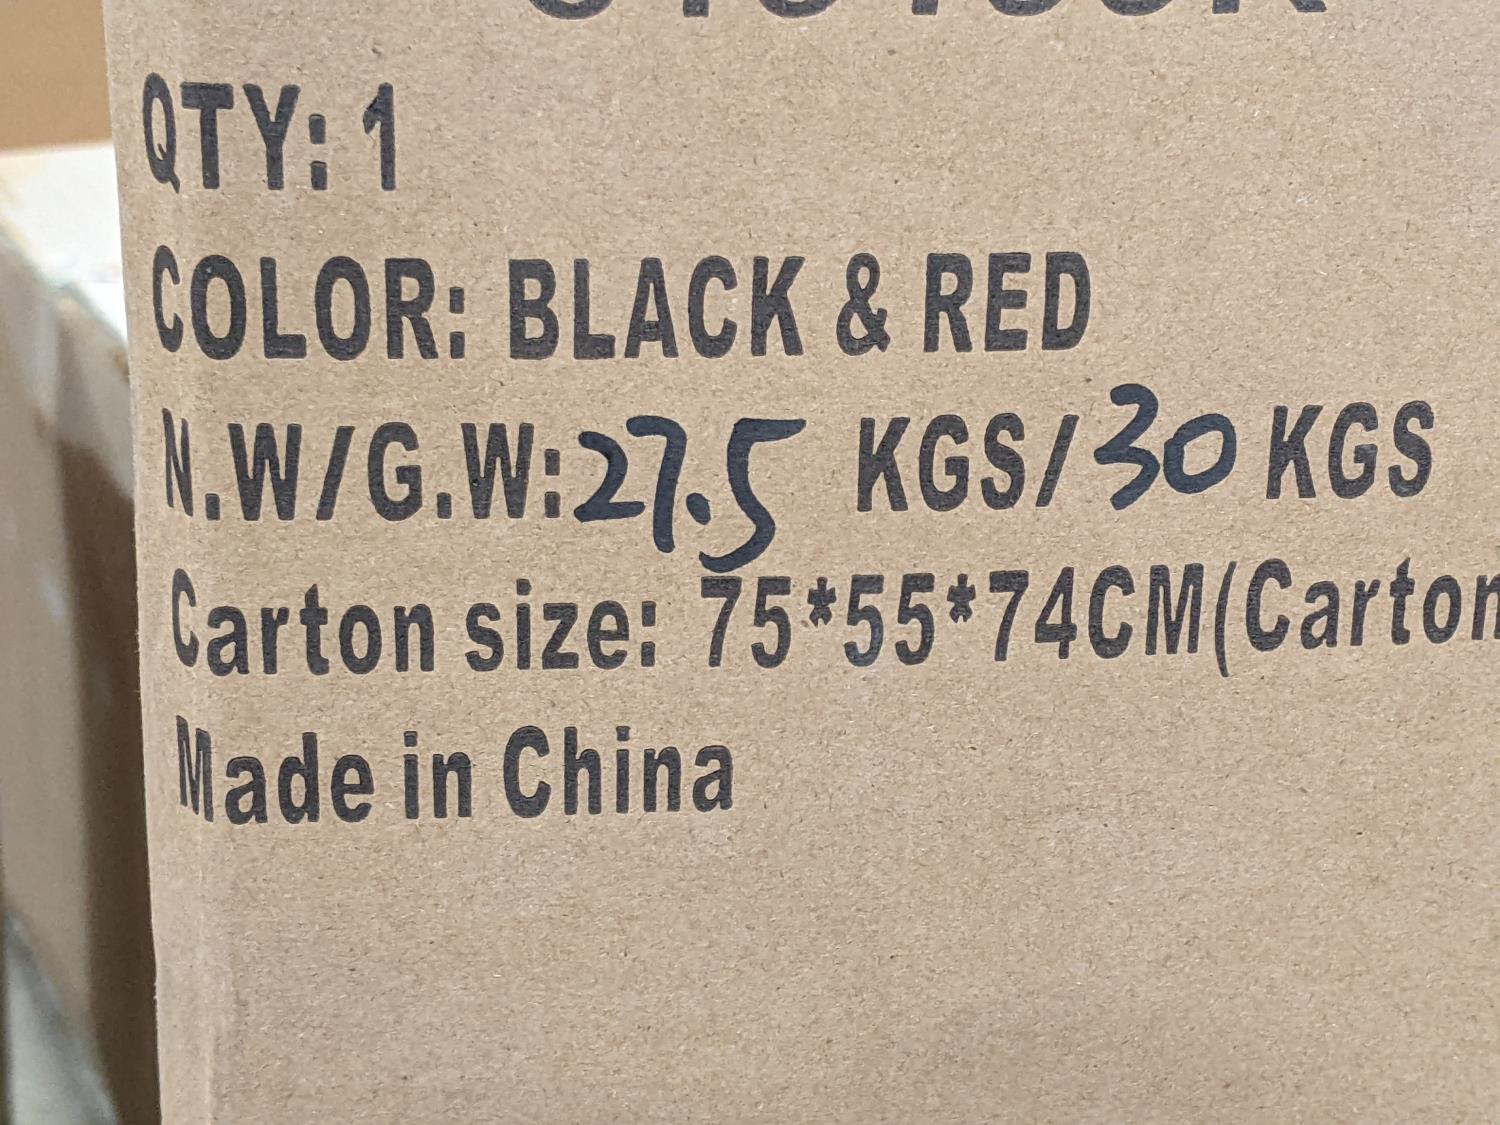 QTY: 1
COLOR: BLACK & RED
N.W/G.W:27.5 KGS/30 KGS
Carton size: 75*55*74CM(Carton
Made in China